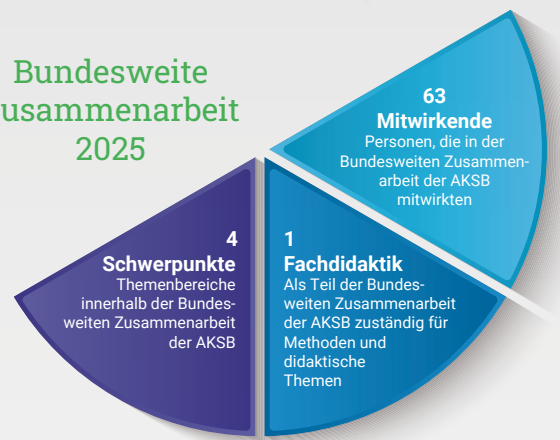 Bundesweite
usammenarbeit
2025
63
Mitwirkende
Personen, die in der
Bundesweiten Zusammen-
arbeit der AKSB
mitwirkten
4
Schwerpunkte
Themenbereiche
innerhalb der Bundes-
weiten Zusammenarbeit
der AKSB
1
Fachdidaktik
Als Teil der Bundes-
weiten Zusammenarbeit
der AKSB zuständig für
Methoden und
didaktische
Themen